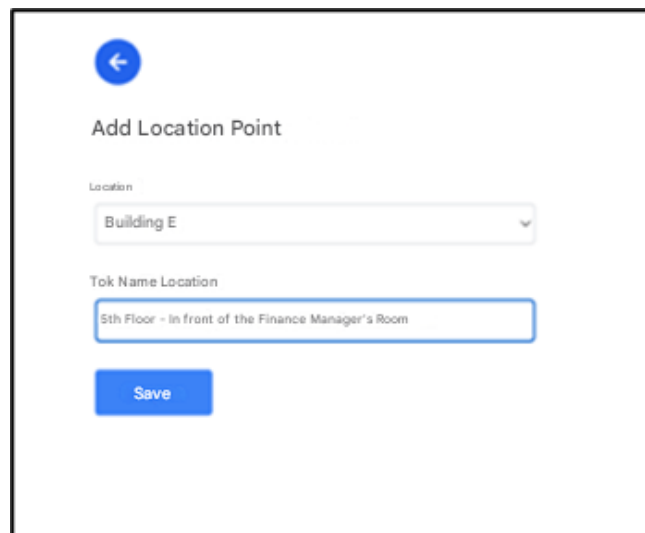 Add Location Point
Location
Building E
Tok Name Location
5th Floor - In front of the Finance Manager's Room
Save